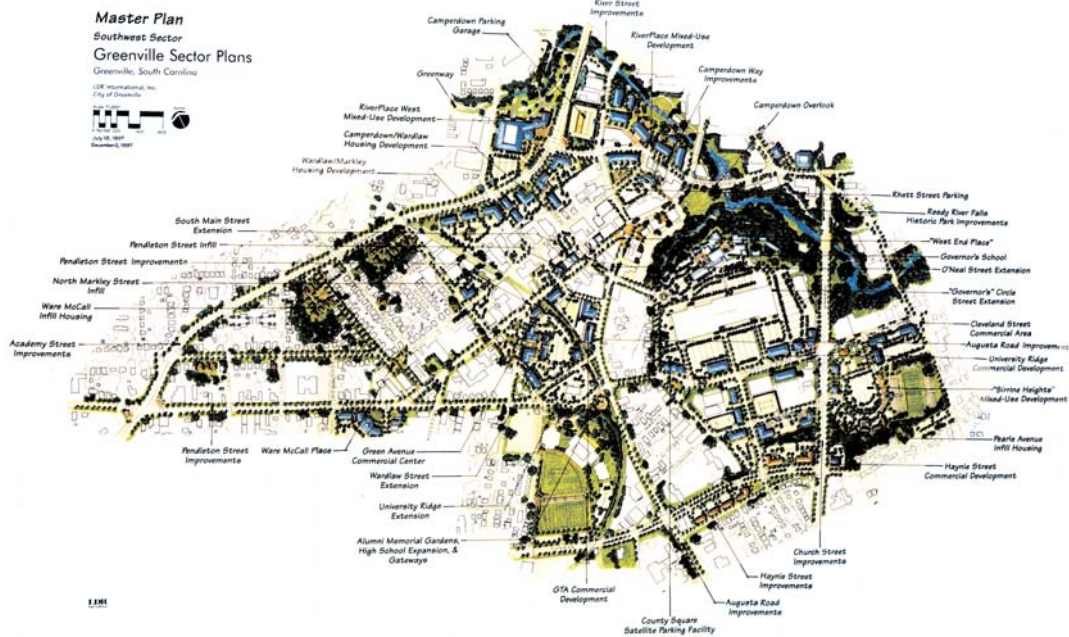 Master Plan
Southwest Sector
Greenville Sector Plans
Greenville, South Carolina
LDR International, Inc.
City of Greenville
July 18, 1997
December 2, 1997
River Street
Improvements
Camperdown Parking
Garage
RiverPlace Mixed-Use
Development
Greenway
Camperdown Way
Improvements
RiverPlace West
Mixed-Use Development
Camperdown Overlook
Camperdown/Wardlaw
Housing Development
Wardlaw/Markley
Housing Development
Rhett Street Parking
South Main Street
Extension
Reedy River Falls
Historic Park Improvements
Pendleton Street Infill
"West End Place"
Pendleton Street Improvements
Governor's School
O'Neal Street Extension
North Markley Street
Infill
"Governor's" Circle
Street Extension
Ware McCall
Infill Housing
Cleveland Street
Commercial Area
Academy Street
Improvements
Augusta Road Improvement
University Ridge
Commercial Development
"Sirrine Heights"
Mixed-Use Development
Pearle Avenue
Infill Housing
Pendleton Street
Improvements
Ware McCall Place
Green Avenue
Commercial Center
Haynie Street
Commercial Development
Wardlaw Street
Extension
University Ridge
Extension
Alumni Memorial Gardens,
High School Expansion, &
Gateways
Church Street
Improvements
GTA Commercial
Development
Haynie Street
Improvements
Augusta Road
Improvements
County Square
Satellite Parking Facility
LDR